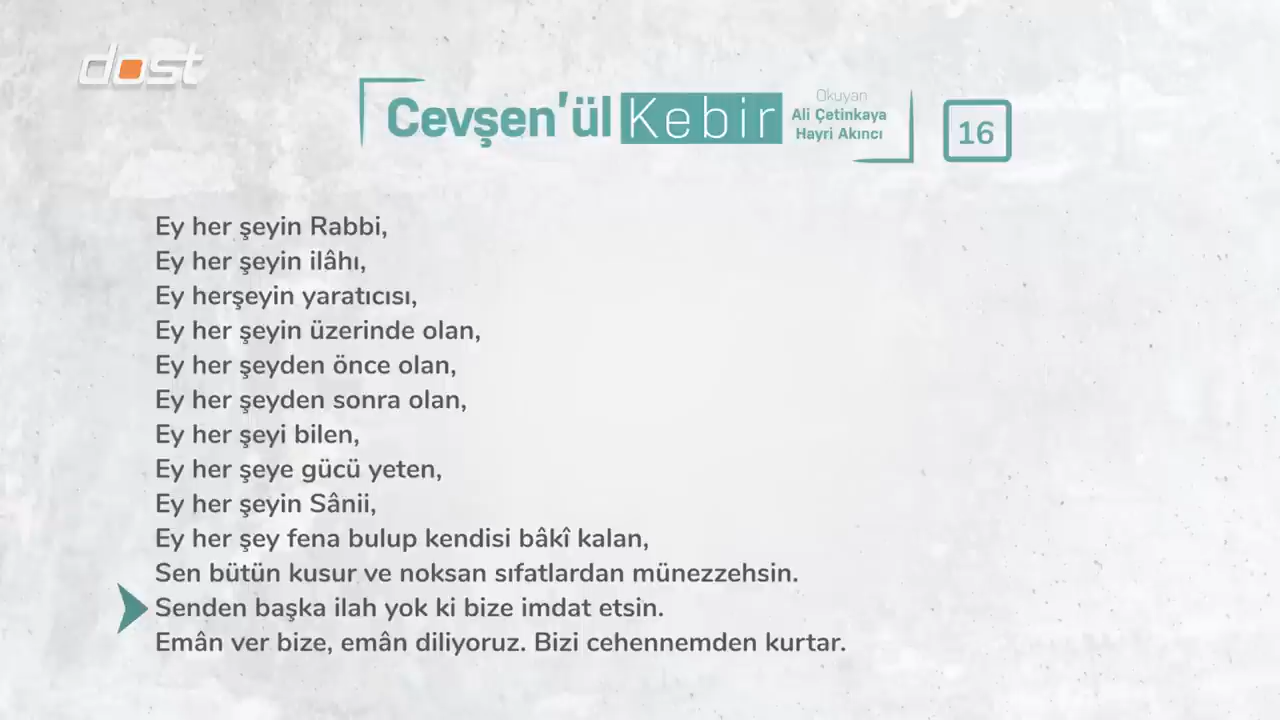 dost
Cevşen'ül Kebir
Okuyan
Ali Çetinkaya
Hayri Akıncı
16
Ey her şeyin Rabbi,
Ey her şeyin ilâhı,
Ey herşeyin yaratıcısı,
Ey her şeyin üzerinde olan,
Ey her şeyden önce olan,
Ey her şeyden sonra olan,
Ey her şeyi bilen,
Ey her şeye gücü yeten,
Ey her şeyin Sânii,
Ey her şey fena bulup kendisi bâkî kalan,
Sen bütün kusur ve noksan sıfatlardan münezzehsin.
Senden başka ilah yok ki bize imdat etsin.
Emân ver bize, emân diliyoruz. Bizi cehennemden kurtar.